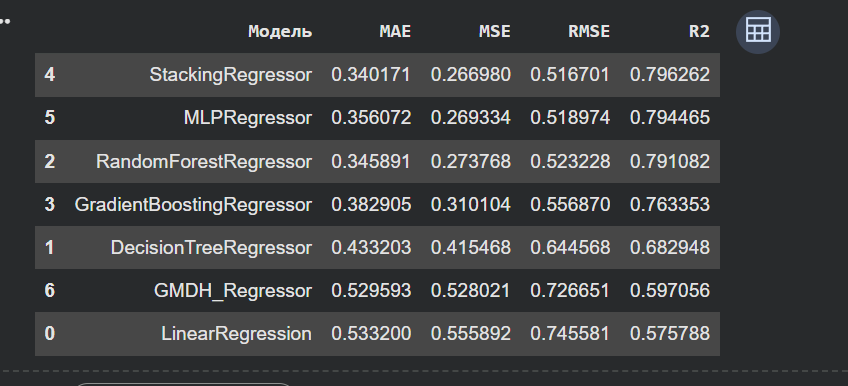 Модель MAE MSE RMSE R2
4 StackingRegressor 0.340171 0.266980 0.516701 0.796262
5 MLPRegressor 0.356072 0.269334 0.518974 0.794465
2 RandomForestRegressor 0.345891 0.273768 0.523228 0.791082
3 GradientBoostingRegressor 0.382905 0.310104 0.556870 0.763353
1 DecisionTreeRegressor 0.433203 0.415468 0.644568 0.682948
6 GMDH_Regressor 0.529593 0.528021 0.726651 0.597056
0 LinearRegression 0.533200 0.555892 0.745581 0.575788